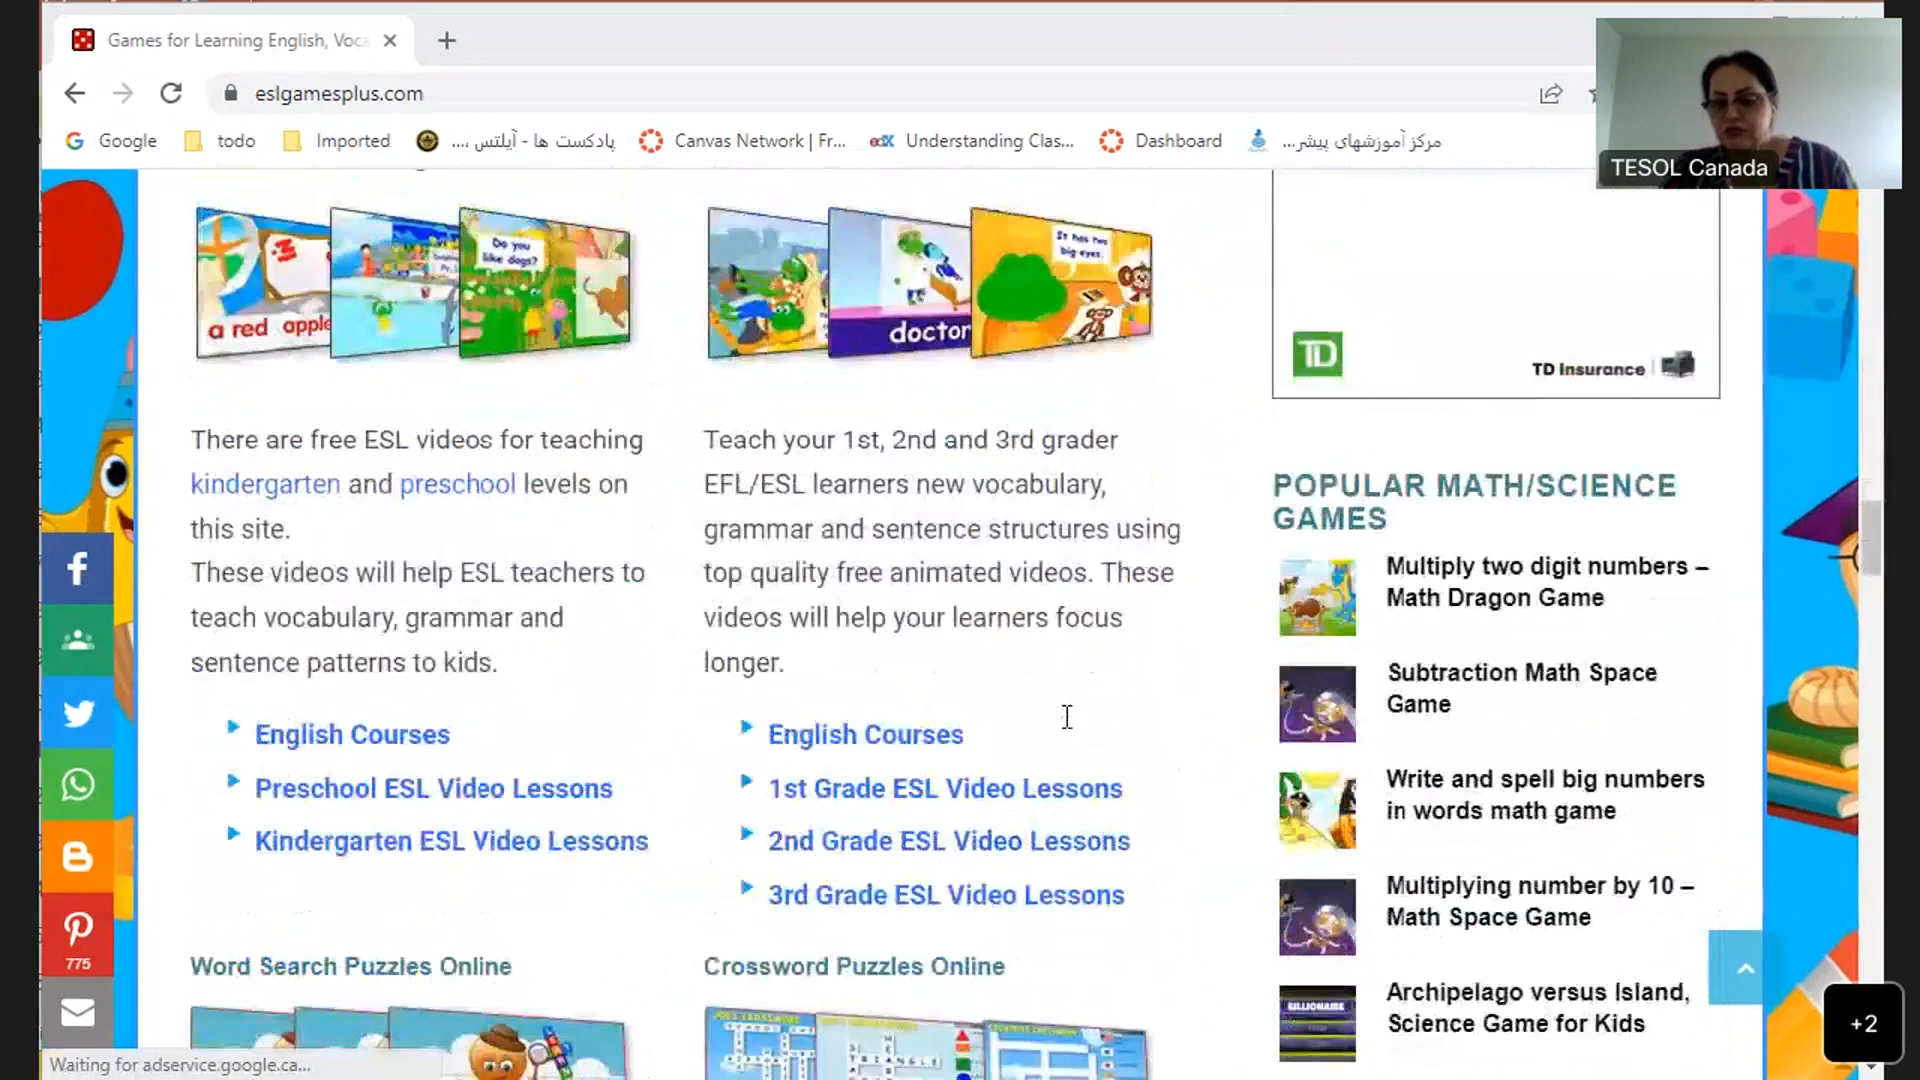 Games for Learning English, Voca
eslgamesplus.com
Google
todo
Imported
پادکست ها - آیلتس ....
Canvas Network | Fr...
edX
Understanding Clas...
Dashboard
مرکز آموزشهای پیشر...
TESOL Canada
a red apple
Do you
like dogs?
doctor
It has two
big eyes.
TD
TD Insurance
There are free ESL videos for teaching
kindergarten and preschool levels on
this site.
These videos will help ESL teachers to
teach vocabulary, grammar and
sentence patterns to kids.
English Courses
Preschool ESL Video Lessons
Kindergarten ESL Video Lessons
Teach your 1st, 2nd and 3rd grader
EFL/ESL learners new vocabulary,
grammar and sentence structures using
top quality free animated videos. These
videos will help your learners focus
longer.
English Courses
1st Grade ESL Video Lessons
2nd Grade ESL Video Lessons
3rd Grade ESL Video Lessons
POPULAR MATH/SCIENCE
GAMES
Multiply two digit numbers –
Math Dragon Game
Subtraction Math Space
Game
Write and spell big numbers
in words math game
Multiplying number by 10 –
Math Space Game
Archipelago versus Island,
Science Game for Kids
Word Search Puzzles Online
Crossword Puzzles Online
775
+2
Waiting for adservice.google.ca...